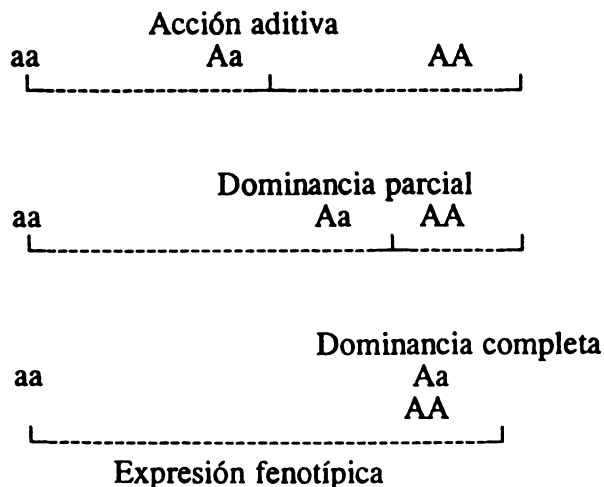 Acción aditiva
aa Aa AA
Dominancia parcial
aa Aa AA
Dominancia completa
aa Aa
AA
Expresión fenotípica